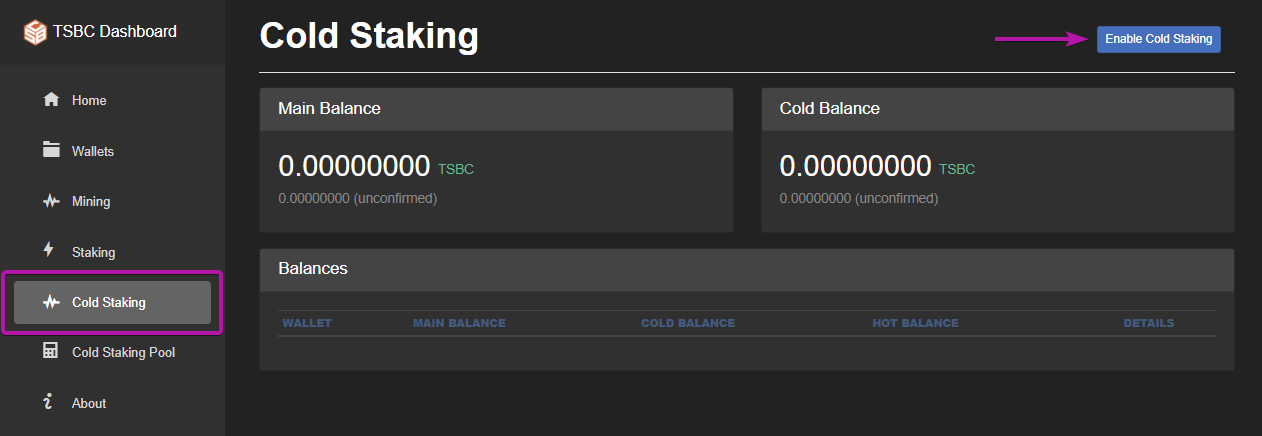 TSBC Dashboard
Home
Wallets
Mining
Staking
Cold Staking
Cold Staking Pool
About
Cold Staking
Enable Cold Staking
Main Balance
0.00000000 TSBC
0.00000000 (unconfirmed)
Cold Balance
0.00000000 TSBC
0.00000000 (unconfirmed)
Balances
WALLET MAIN BALANCE COLD BALANCE HOT BALANCE DETAILS